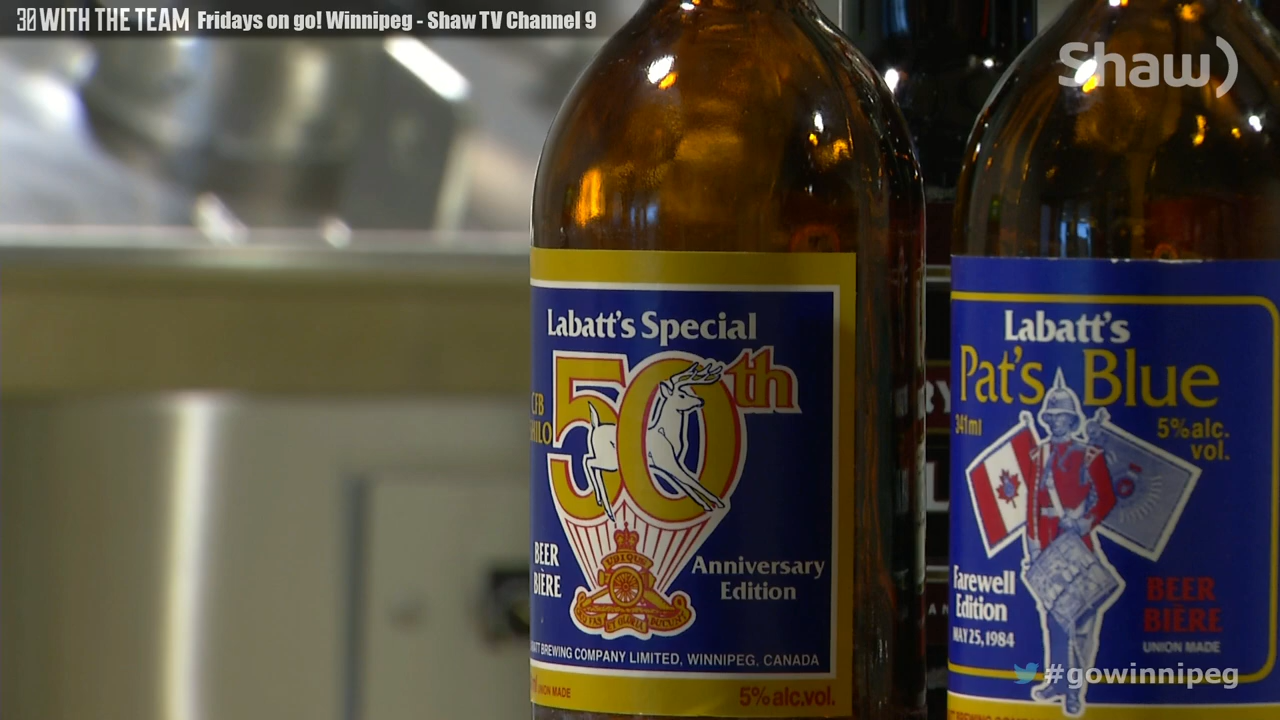 30 WITH THE TEAM Fridays on go! Winnipeg - Shaw TV Channel 9
Shaw)
Labatt's Special
50th
CFB
BEER
BIÈRE
Anniversary
Edition
BREWING COMPANY LIMITED, WINNIPEG, CANADA
UNION MADE
5% alc.vol.
Labatt's
Pat's Blue
341ml
5% alc.
vol.
Farewell
Edition
MAY 25, 1984
BEER
BIÈRE
UNION MADE
#gowinnipeg